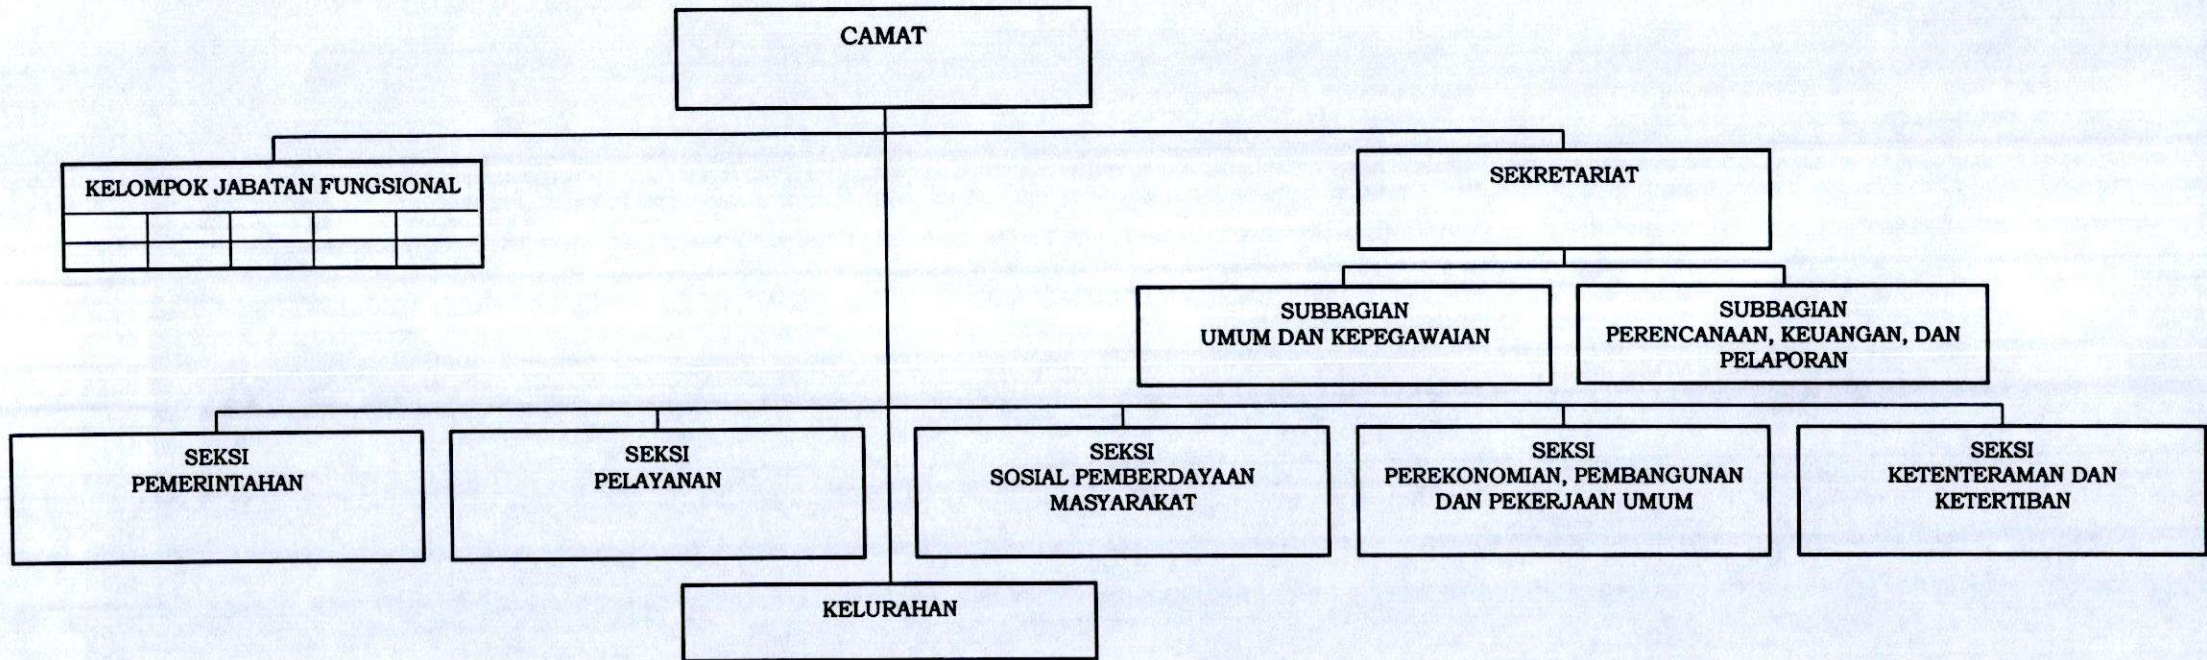 CAMAT
KELOMPOK JABATAN FUNGSIONAL
SEKRETARIAT
SUBBAGIAN
UMUM DAN KEPEGAWAIAN
SUBBAGIAN
PERENCANAAN, KEUANGAN, DAN
PELAPORAN
SEKSI
PEMERINTAHAN
SEKSI
PELAYANAN
SEKSI
SOSIAL PEMBERDAYAAN
MASYARAKAT
SEKSI
PEREKONOMIAN, PEMBANGUNAN
DAN PEKERJAAN UMUM
SEKSI
KETENTERAMAN DAN
KETERTIBAN
KELURAHAN